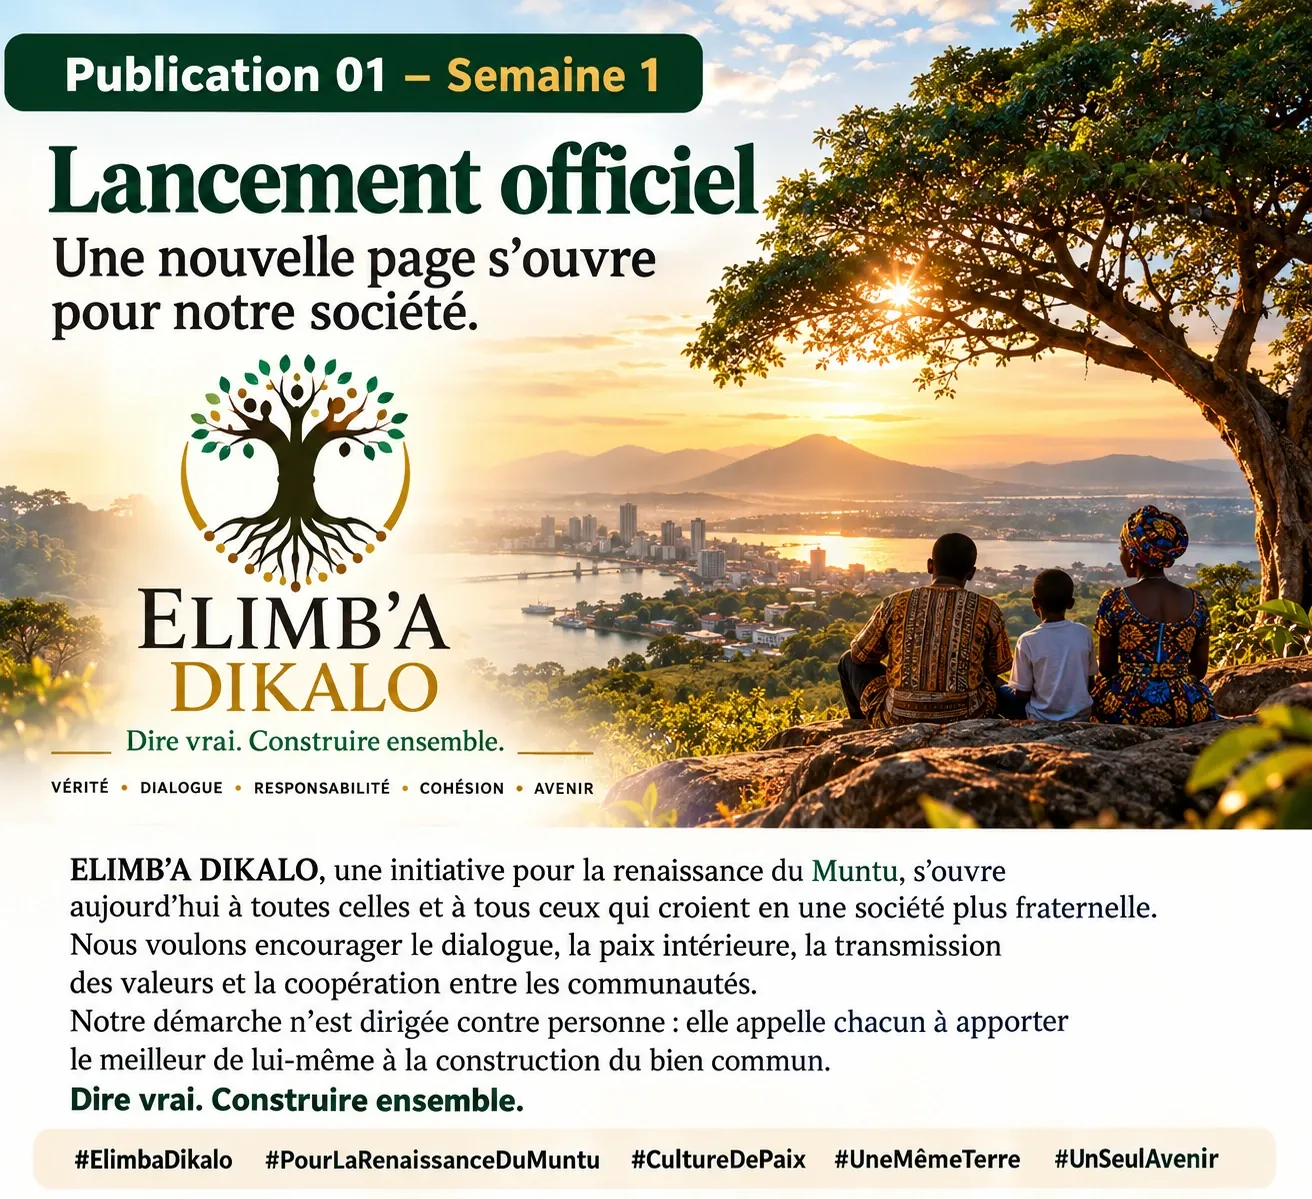 Publication 01 – Semaine 1
Lancement officiel
Une nouvelle page s’ouvre
pour notre société.
ELIMB’A
DIKALO
Dire vrai. Construire ensemble.
VÉRITÉ • DIALOGUE • RESPONSABILITÉ • COHÉSION • AVENIR
ELIMB’A DIKALO, une initiative pour la renaissance du Muntu, s’ouvre
aujourd’hui à toutes celles et à tous ceux qui croient en une société plus fraternelle.
Nous voulons encourager le dialogue, la paix intérieure, la transmission
des valeurs et la coopération entre les communautés.
Notre démarche n’est dirigée contre personne : elle appelle chacun à apporter
le meilleur de lui-même à la construction du bien commun.
Dire vrai. Construire ensemble.
#ElimbaDikalo #PourLaRenaissanceDuMuntu #CultureDePaix #UneMêmeTerre #UnSeulAvenir